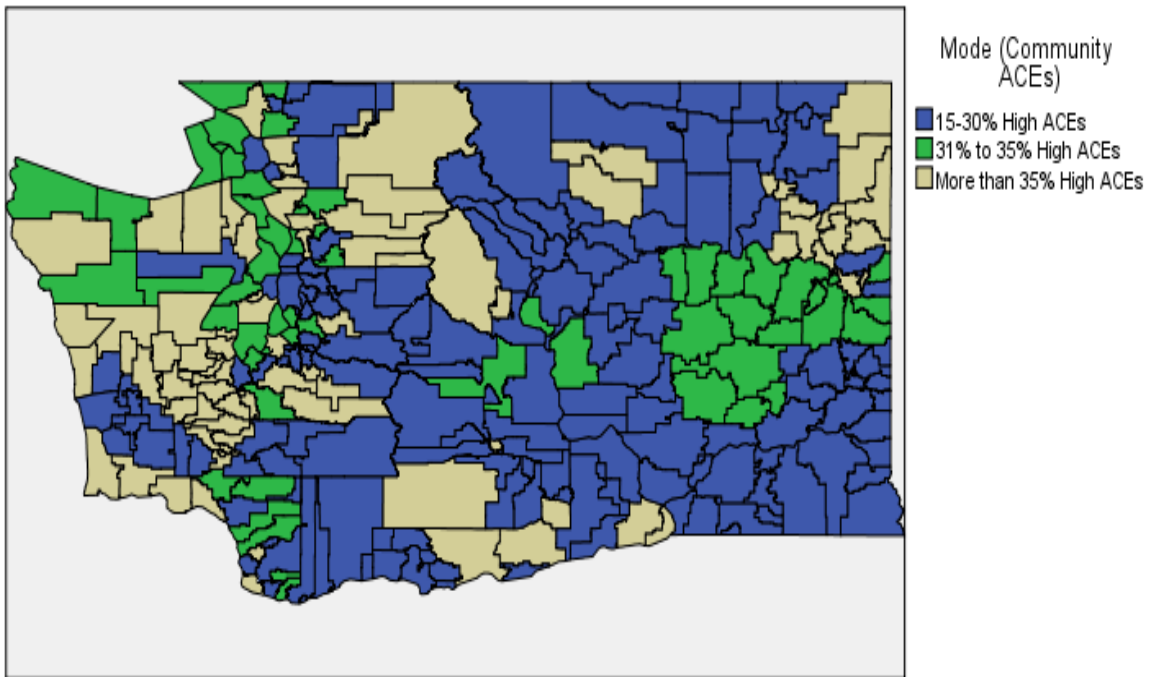 Mode (Community
ACEs)
15-30% High ACEs
31% to 35% High ACEs
More than 35% High ACEs